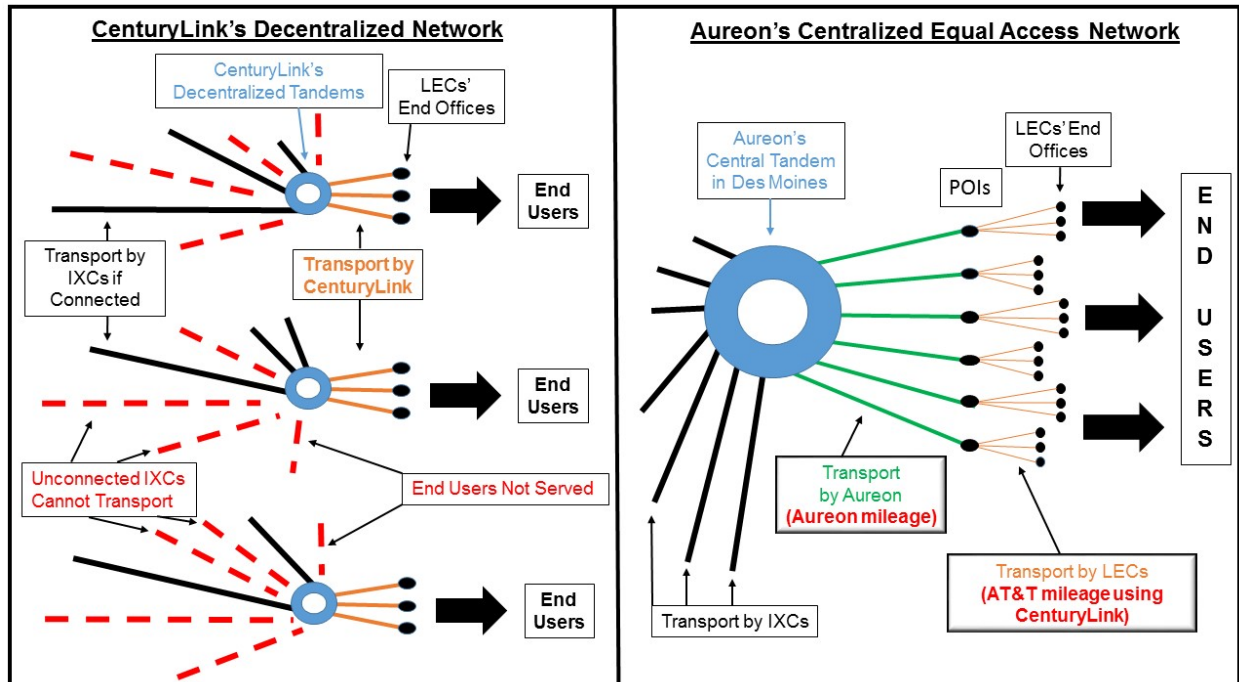 CenturyLink's Decentralized Network
CenturyLink's
Decentralized Tandems
LECs'
End Offices
End
Users
Transport by
IXCs if
Connected
Transport by
CenturyLink
End
Users
Unconnected IXCs
Cannot Transport
End Users Not Served
End
Users
Aureon's Centralized Equal Access Network
Aureon's
Central Tandem
in Des Moines
POIs
LECs' End
Offices
E
N
D
U
S
E
R
S
Transport
by Aureon
(Aureon mileage)
Transport by IXCs
Transport by LECs
(AT&T mileage using
CenturyLink)